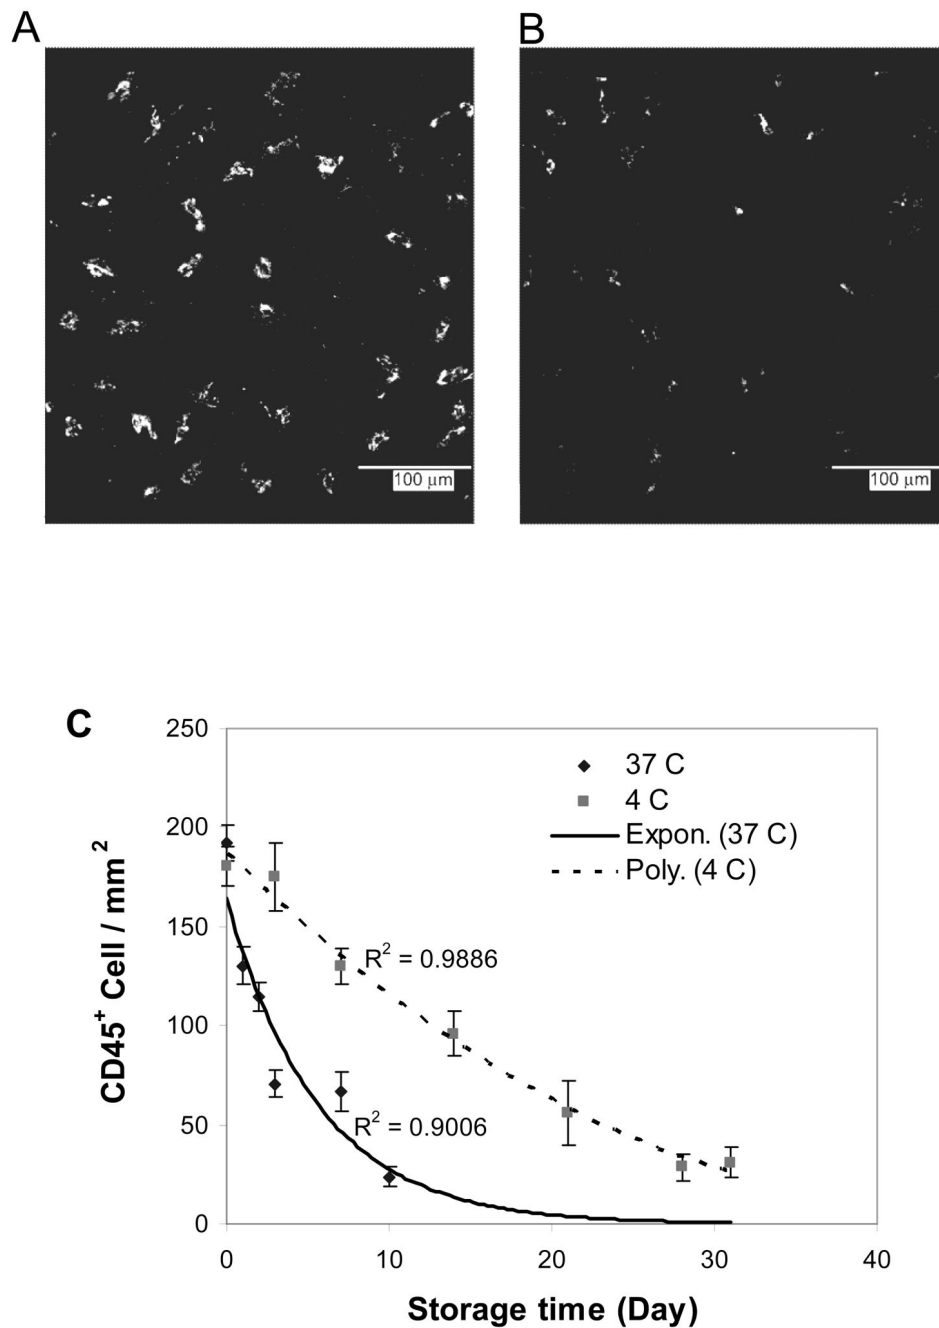 A
B
100 µm
100 µm
C
250
200
150
100
50
0
CD45+ Cell / mm2
37 C
4 C
Expon. (37 C)
Poly. (4 C)
R2 = 0.9886
R2 = 0.9006
0
10
20
30
40
Storage time (Day)